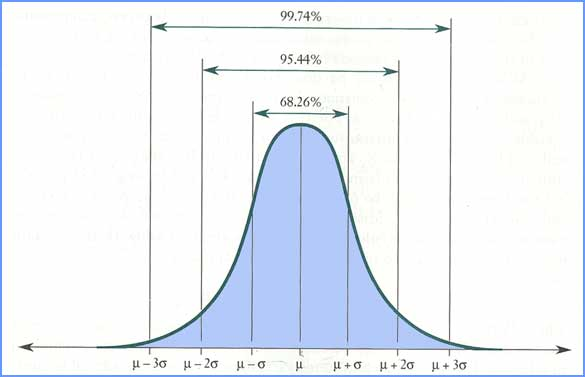 99.74%
95.44%
68.26%
μ – 3σ μ – 2σ μ – σ μ μ + σ μ + 2σ μ + 3σ